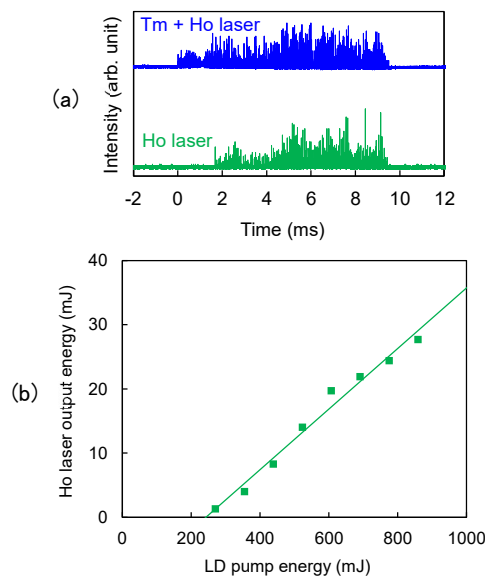 Tm + Ho laser
(a)
Intensity (arb. unit)
Ho laser
-2 0 2 4 6 8 10 12
Time (ms)
40
30
20
10
0
(b)
Ho laser output energy (mJ)
0 200 400 600 800 1000
LD pump energy (mJ)